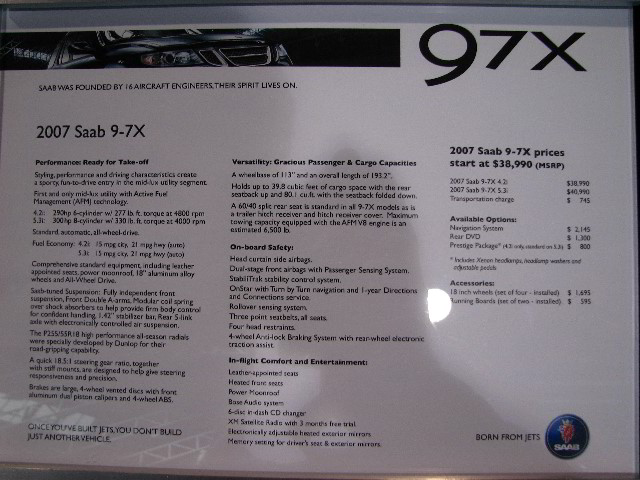 97X
SAAB WAS FOUNDED BY 16 AIRCRAFT ENGINEERS, THEIR SPIRIT LIVES ON.
2007 Saab 9-7X
Performance: Ready for Take-off
Styling, performance and driving characteristics create
a sporty, fun-to-drive entry in the mid-lux utility segment.
First and only mid-lux utility with Active Fuel
Management (AFM) technology.
4.2i: 290hp 6-cylinder w/ 277 lb. ft. torque at 4800 rpm
5.3i: 300hp 8-cylinder w/ 330 lb. ft. torque at 4000 rpm
Standard, automatic, all-wheel-drive.
Fuel Economy: 4.2i 15 mpg city, 21 mpg hwy (auto)
5.3i 15 mpg city, 21 mpg hwy (auto)
Comprehensive standard equipment, including leather
appointed seats, power moonroof, 18" aluminum alloy
wheels and All-Wheel Drive.
Saab-tuned Suspension: Fully independent front
suspension, Front Double A-arms, Modular coil spring
over shock absorbers to help provide firm body control
for confident handling, 1.42" stabilizer bar, Rear 5-link
axle with electronically controlled air suspension.
The P255/55R18 high performance all-season radials
were specially developed by Dunlop for their
road-gripping capability.
A quick 18.5:1 steering gear ratio, together
with stiff mounts, are designed to help give steering
responsiveness and precision.
Brakes are large, 4-wheel vented discs with front
aluminum dual piston calipers and 4-wheel ABS.
ONCE YOU'VE BUILT JETS, YOU DON'T BUILD
JUST ANOTHER VEHICLE.
Versatility: Gracious Passenger & Cargo Capacities
A wheelbase of 113" and an overall length of 193.2".
Holds up to 39.8 cubic feet of cargo space with the rear
seatback up and 80.1 cu.ft. with the seatback folded down.
A 60/40 split rear seat is standard in all 9-7X models as is
a trailer hitch receiver and hitch receiver cover. Maximum
towing capacity equipped with the AFM V8 engine is an
estimated 6,500 lb.
On-board Safety:
Head curtain side airbags.
Dual-stage front airbags with Passenger Sensing System.
StabiliTrak stability control system.
OnStar with Turn by Turn navigation and 1-year Directions
and Connections service.
Rollover sensing system.
Three point seatbelts, all seats.
Four head restraints.
4-wheel Anti-lock Braking System with rear-wheel electronic
traction assist.
In-flight Comfort and Entertainment:
Leather-appointed seats
Heated front seats
Power Moonroof
Bose Audio system
6-disc in-dash CD changer
XM Satellite Radio with 3 months free trial
Electronically adjustable heated exterior mirrors
Memory setting for driver's seat & exterior mirrors.
2007 Saab 9-7X prices
start at $38,990 (MSRP)
2007 Saab 9-7X 4.2i $38,990
2007 Saab 9-7X 5.3i $40,990
Transportation charge $ 745
Available Options:
Navigation System $ 2,145
Rear DVD $ 1,300
Prestige Package* (4.2i only, standard on 5.3i) $ 800
* Includes Xenon headlamps, headlamp washers and
adjustable pedals
Accessories:
18 inch wheels (set of four - installed) $ 1,695
Running Boards (set of two - installed) $ 595
BORN FROM JETS
SAAB